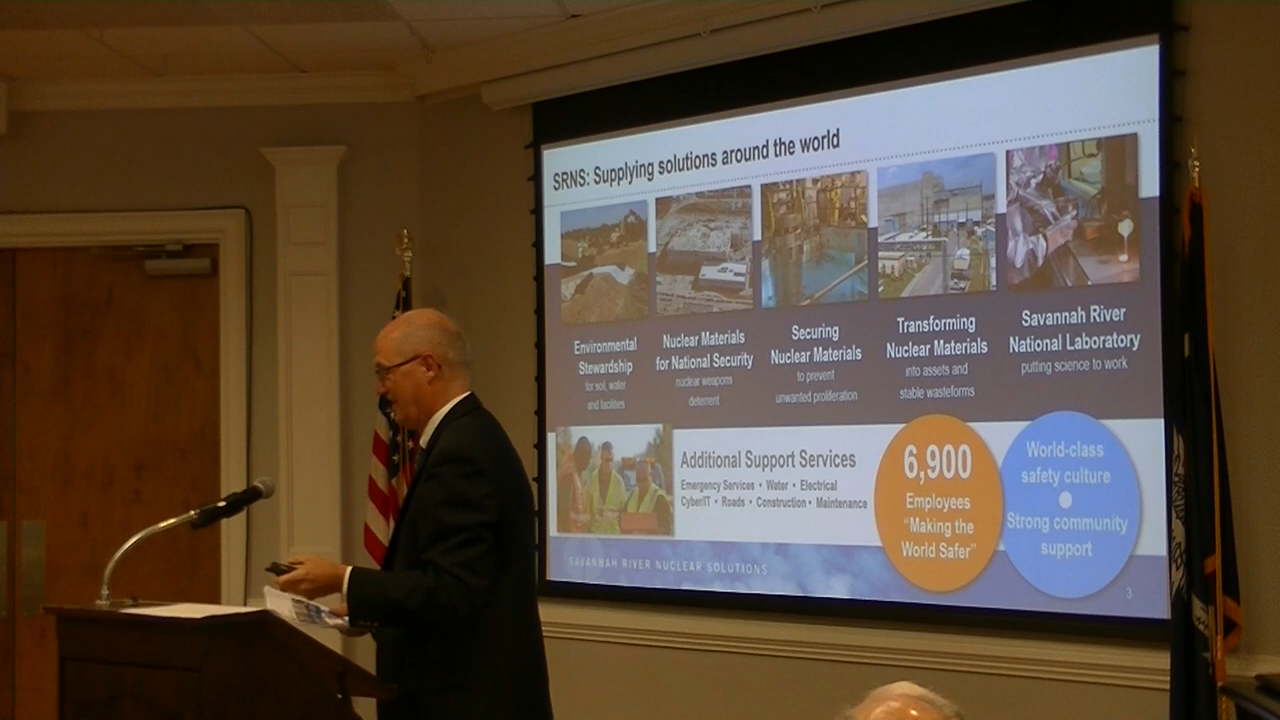 SRNS: Supplying solutions around the world
Environmental
Stewardship
for soil, water
and facilities
Nuclear Materials
for National Security
nuclear weapons
deterrent
Securing
Nuclear Materials
to prevent
unwanted proliferation
Transforming
Nuclear Materials
into assets and
stable wasteforms
Savannah River
National Laboratory
putting science to work
Additional Support Services
Emergency Services • Water • Electrical
Cyber/IT • Roads • Construction • Maintenance
6,900
Employees
“Making the
World Safer”
World-class
safety culture
Strong community
support
SAVANNAH RIVER NUCLEAR SOLUTIONS
3